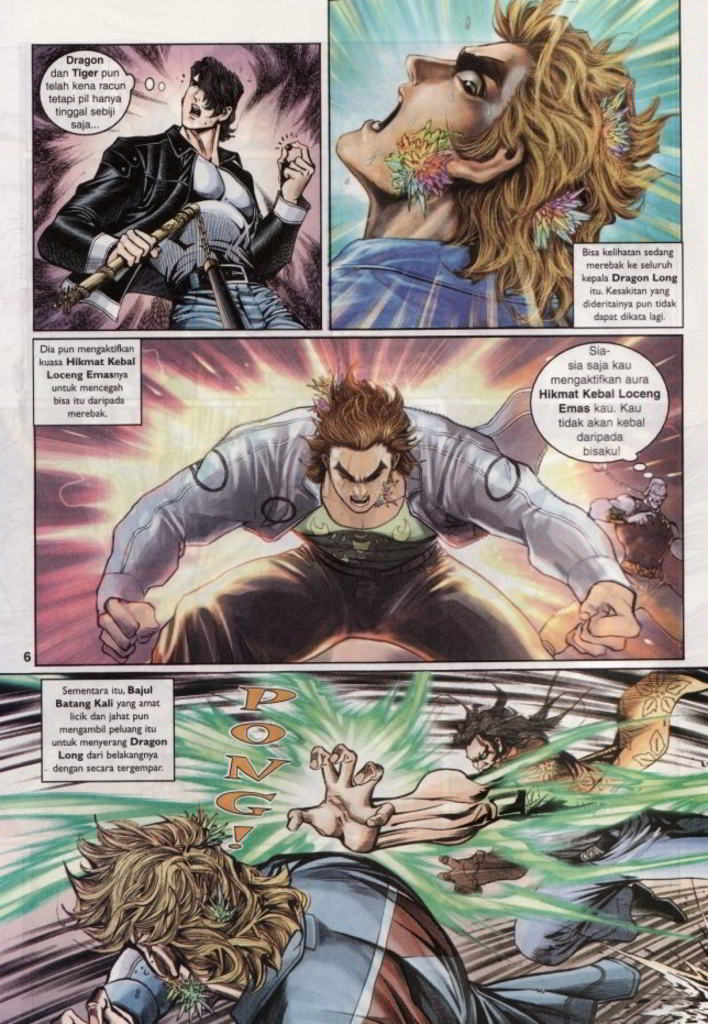 Dragon
dan Tiger pun
telah kena racun
tetapi pil hanya
tinggal sebiji
saja...
Bisa kelihatan sedang
merebak ke seluruh
kepala Dragon Long
itu. Kesakitan yang
dideritainya pun tidak
dapat dikata lagi.
Dia pun mengaktifkan
kuasa Hikmat Kebal
Loceng Emasnya
untuk mencegah
bisa itu daripada
merebak.
Sia-
sia saja kau
mengaktifkan aura
Hikmat Kebal Loceng
Emas kau. Kau
tidak akan kebal
daripada
bisaku!
6
Sementara itu, Bajul
Batang Kali yang amat
licik dan jahat pun
mengambil peluang itu
untuk menyerang Dragon
Long dari belakangnya
dengan secara tergempar.
PONG!